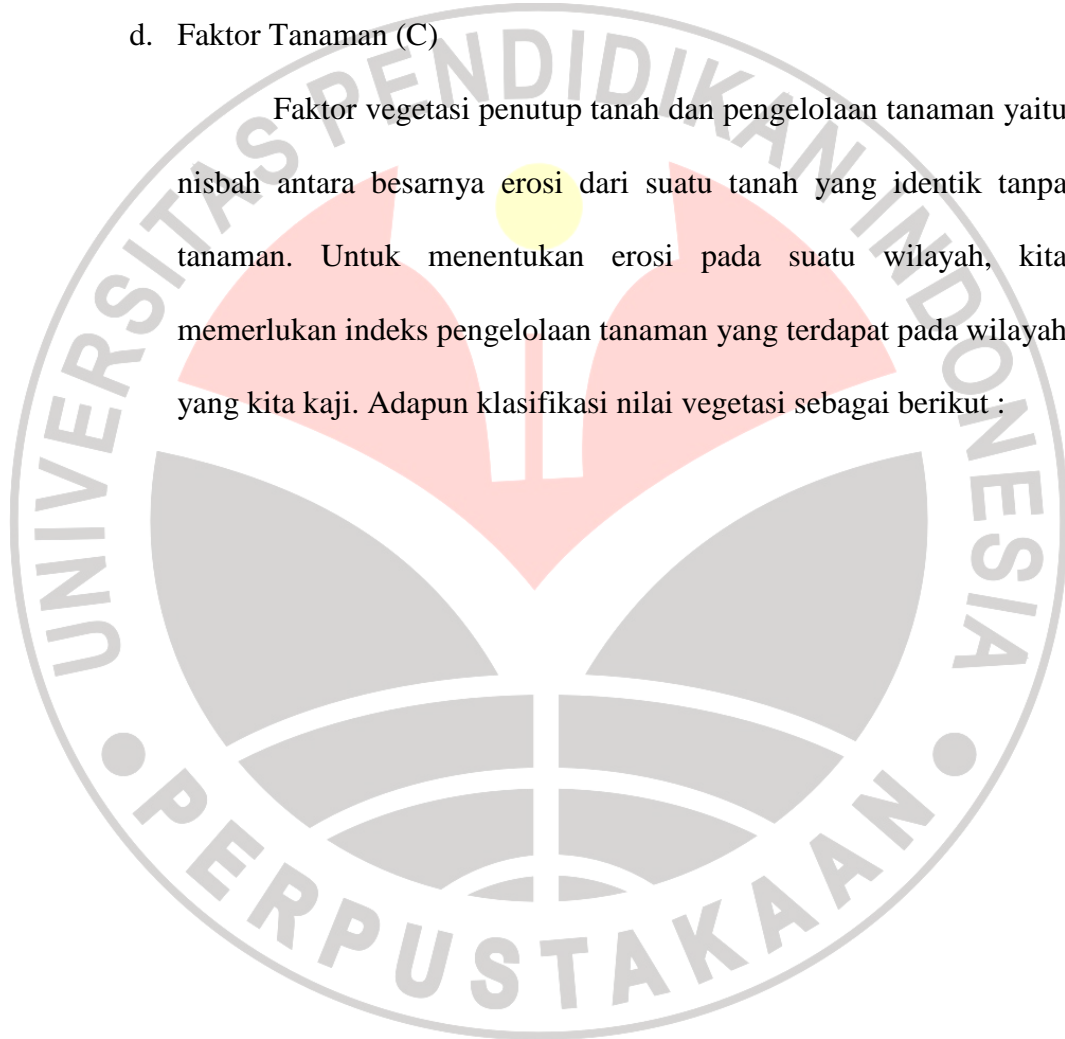 d. Faktor Tanaman (C)
Faktor vegetasi penutup tanah dan pengelolaan tanaman yaitu
nisbah antara besarnya erosi dari suatu tanah yang identik tanpa
tanaman. Untuk menentukan erosi pada suatu wilayah, kita
memerlukan indeks pengelolaan tanaman yang terdapat pada wilayah
yang kita kaji. Adapun klasifikasi nilai vegetasi sebagai berikut :
UNIVERSITAS PENDIDIKAN INDONESIA
PERPUSTAKAAN